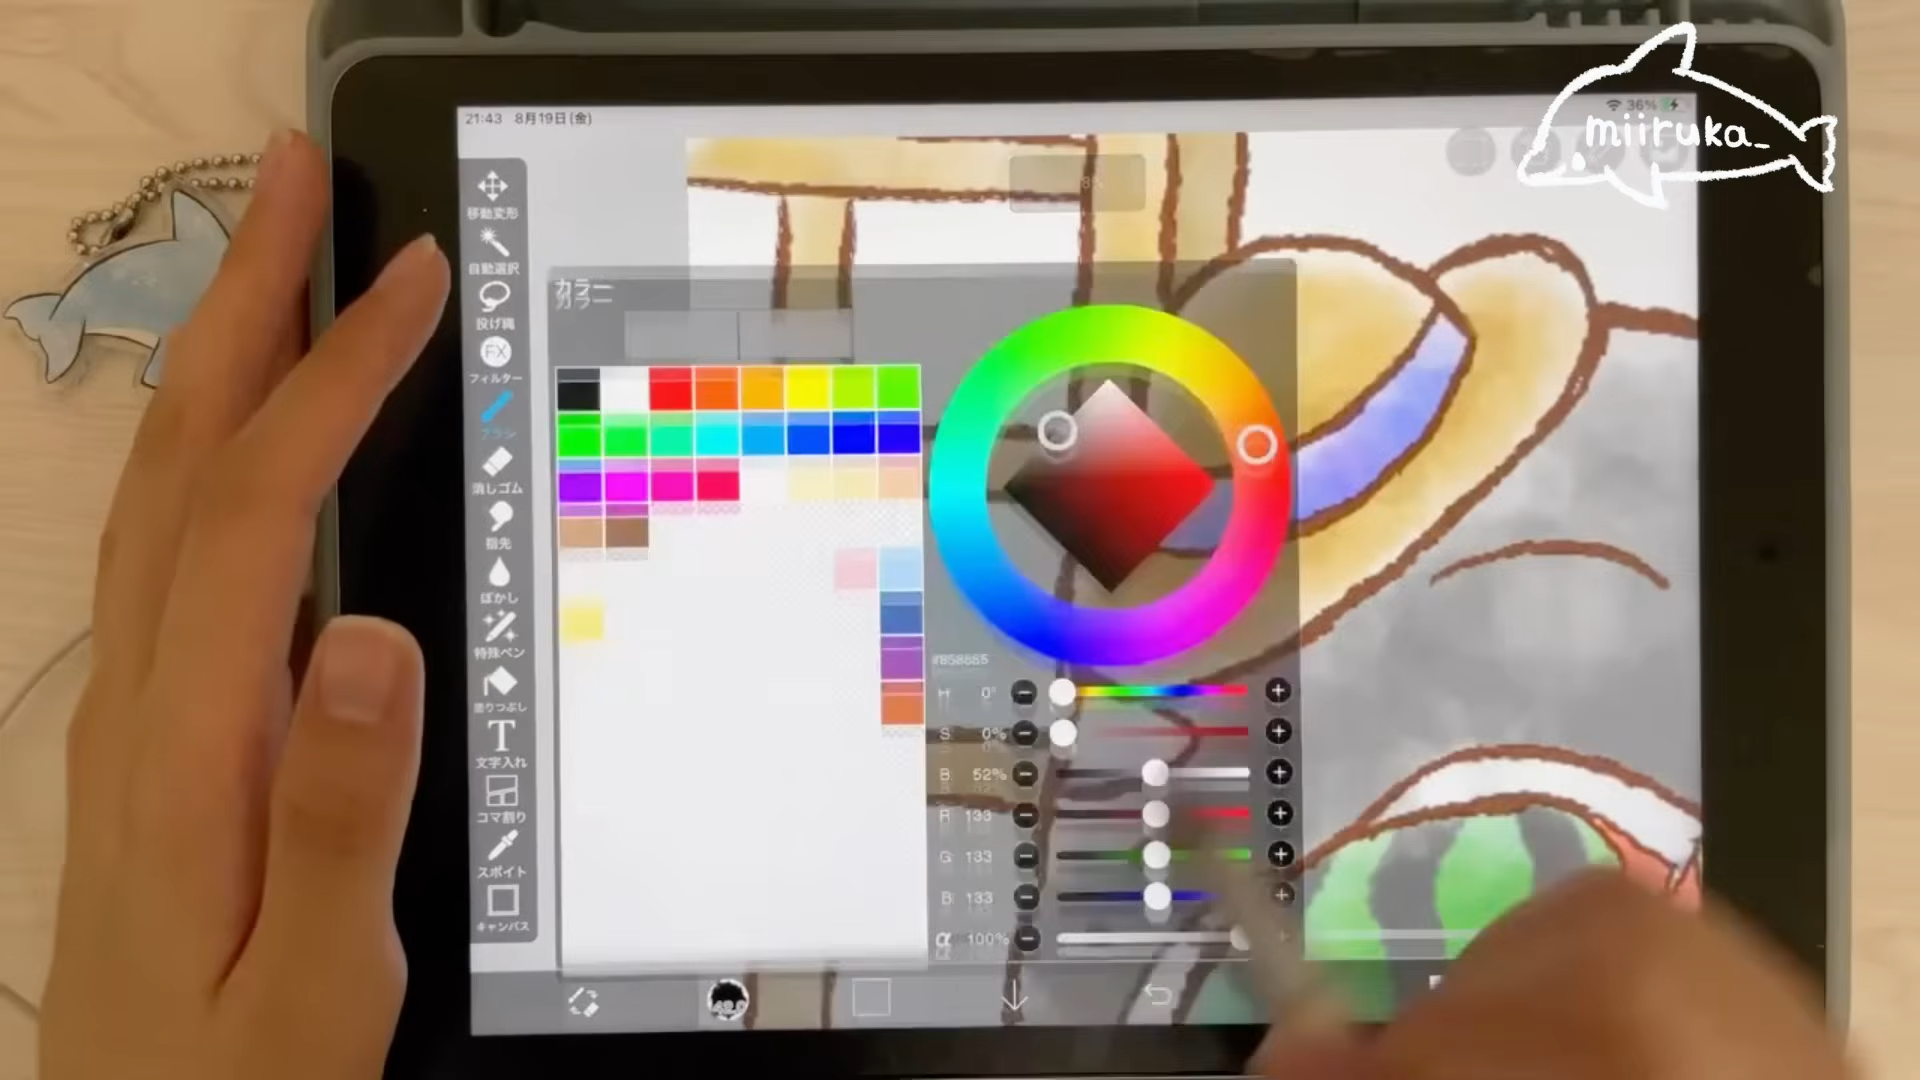 miiruka_
21:43 8月19日(金)
36%
移動変形
自動選択
投げ縄
FX
フィルター
ブラシ
消しゴム
指先
ぼかし
特殊ペン
塗りつぶし
T
文字入れ
コマ割り
スポイト
キャンバス
カラー
H 0°
S 0%
B 52%
R 133
G 133
B 133
α 100%